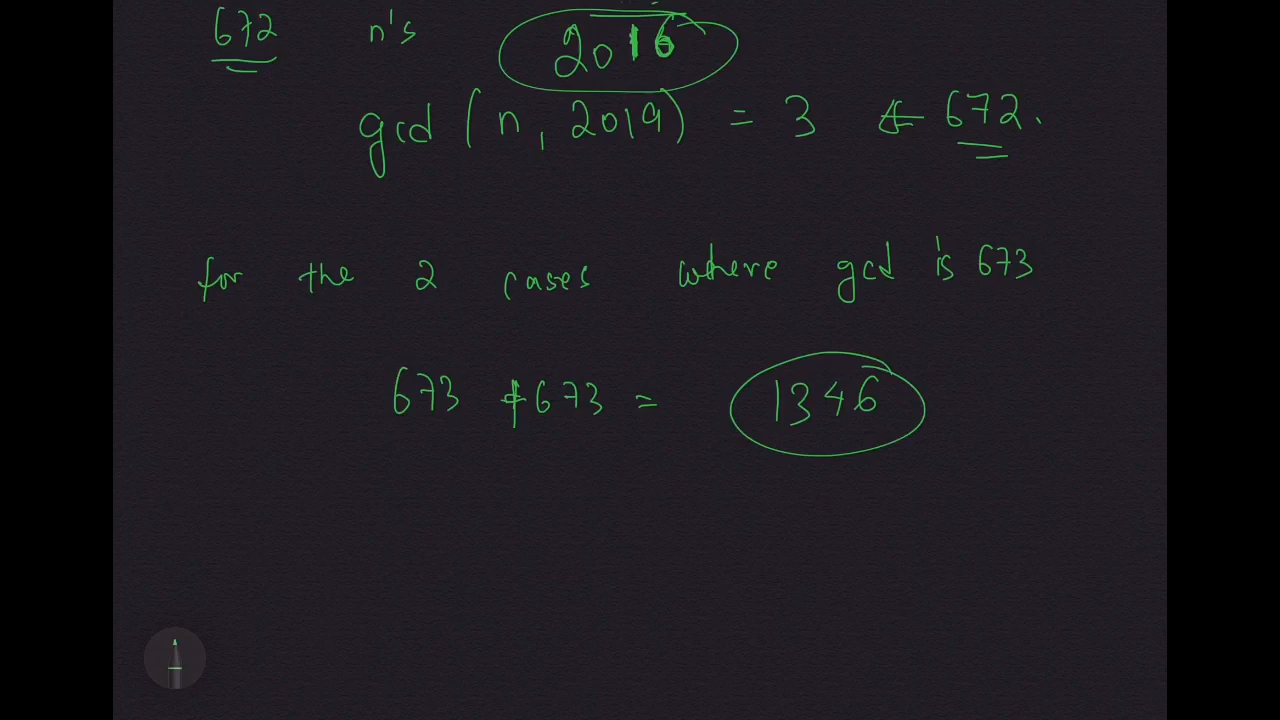 672 n's 2016
gcd (n, 2019) = 3 ← 672.
for the 2 cases where gcd is 673
673 + 673 = 1346